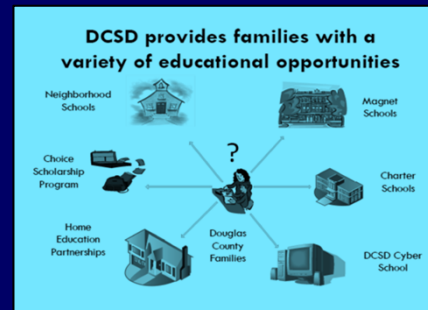 DCSD provides families with a
variety of educational opportunities
Neighborhood
Schools
Magnet
Schools
?
Choice
Scholarship
Program
Charter
Schools
Home
Education
Partnerships
Douglas
County
Families
DCSD Cyber
School